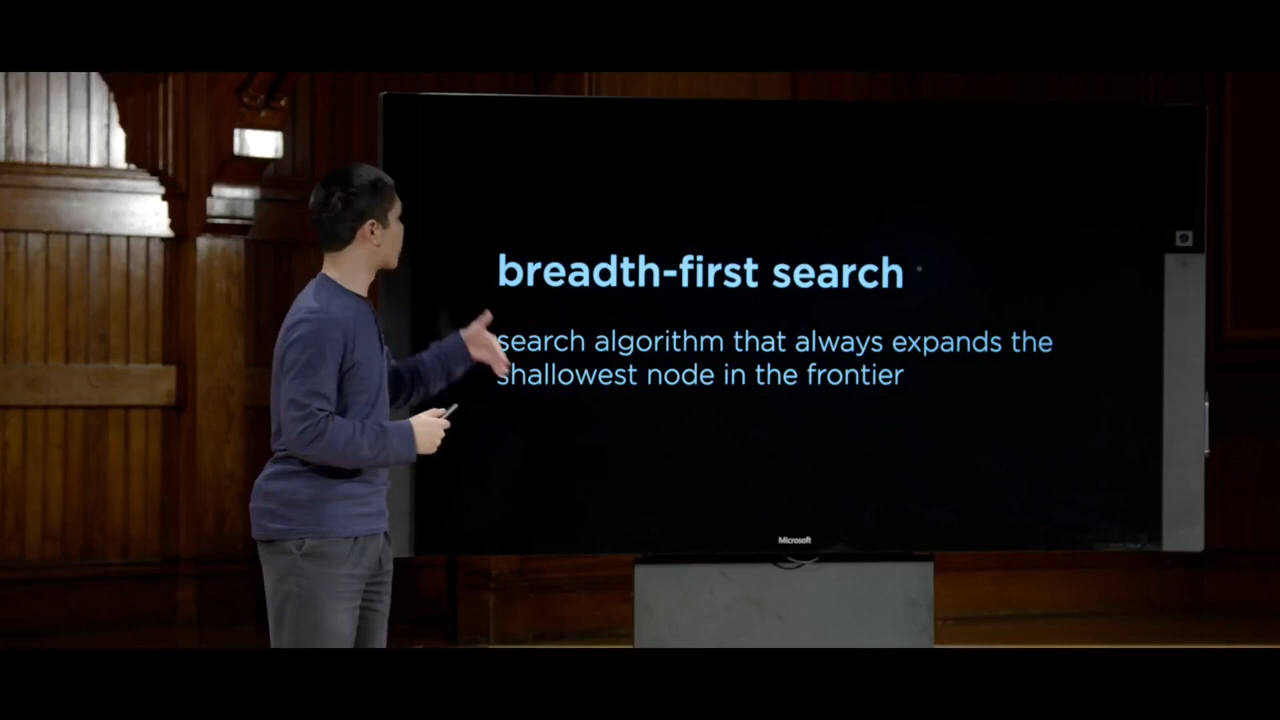 breadth-first search
search algorithm that always expands the
shallowest node in the frontier
Microsoft